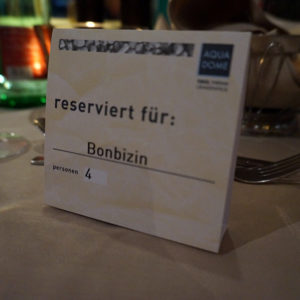 AQUA
DOME
reserviert für:
Bonbizin
personen 4